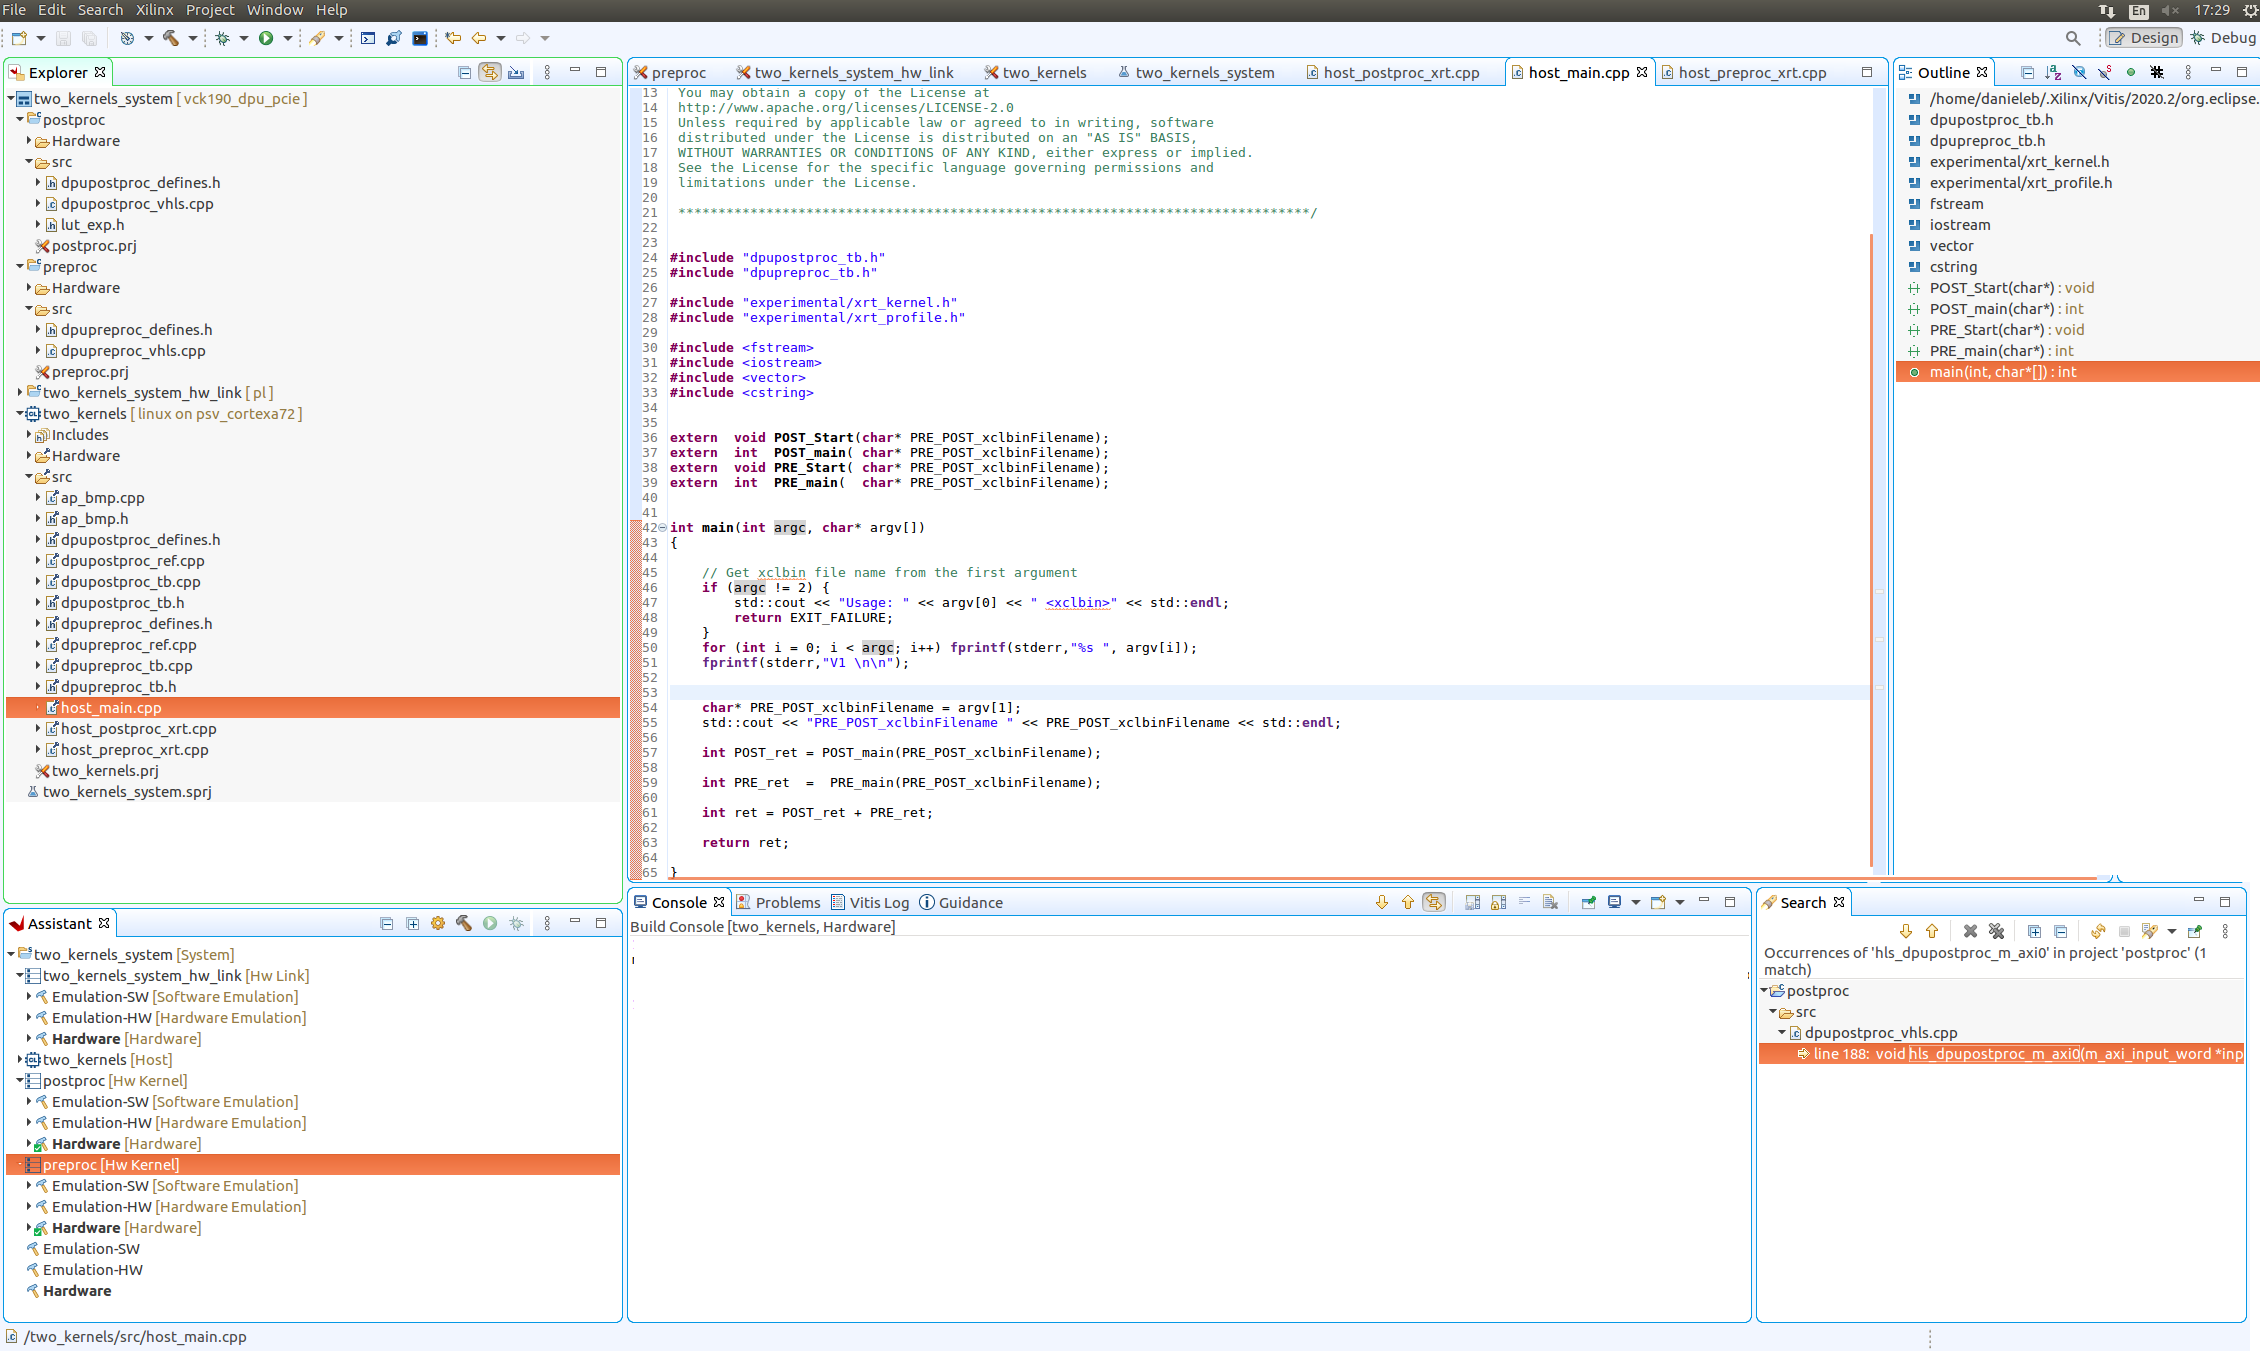 File Edit Search Xilinx Project Window Help
En 17:29
Design Debug
Explorer
two_kernels_system [ vck190_dpu_pcie ]
postproc
Hardware
src
dpupostproc_defines.h
dpupostproc_vhls.cpp
lut_exp.h
postproc.prj
preproc
Hardware
src
dpupreproc_defines.h
dpupreproc_vhls.cpp
preproc.prj
two_kernels_system_hw_link [ pl ]
two_kernels [ linux on psv_cortexa72 ]
Includes
Hardware
src
ap_bmp.cpp
ap_bmp.h
dpupostproc_defines.h
dpupostproc_ref.cpp
dpupostproc_tb.cpp
dpupostproc_tb.h
dpupreproc_defines.h
dpupreproc_ref.cpp
dpupreproc_tb.cpp
dpupreproc_tb.h
host_main.cpp
host_postproc_xrt.cpp
host_preproc_xrt.cpp
two_kernels.prj
two_kernels_system.sprj
preproc two_kernels_system_hw_link two_kernels two_kernels_system host_postproc_xrt.cpp host_main.cpp host_preproc_xrt.cpp
13 You may obtain a copy of the License at
14 http://www.apache.org/licenses/LICENSE-2.0
15 Unless required by applicable law or agreed to in writing, software
16 distributed under the License is distributed on an "AS IS" BASIS,
17 WITHOUT WARRANTIES OR CONDITIONS OF ANY KIND, either express or implied.
18 See the License for the specific language governing permissions and
19 limitations under the License.
20
21 *******************************************************************************/
22
23
24 #include "dpupostproc_tb.h"
25 #include "dpupreproc_tb.h"
26
27 #include "experimental/xrt_kernel.h"
28 #include "experimental/xrt_profile.h"
29
30 #include <fstream>
31 #include <iostream>
32 #include <vector>
33 #include <cstring>
34
35
36 extern  void POST_Start(char* PRE_POST_xclbinFilename);
37 extern  int  POST_main( char* PRE_POST_xclbinFilename);
38 extern  void PRE_Start( char* PRE_POST_xclbinFilename);
39 extern  int  PRE_main(  char* PRE_POST_xclbinFilename);
40
41
42 int main(int argc, char* argv[])
43 {
44
45     // Get xclbin file name from the first argument
46     if (argc != 2) {
47         std::cout << "Usage: " << argv[0] << " <xclbin>" << std::endl;
48         return EXIT_FAILURE;
49     }
50     for (int i = 0; i < argc; i++) fprintf(stderr,"%s ", argv[i]);
51     fprintf(stderr,"V1 \n\n");
52
53
54     char* PRE_POST_xclbinFilename = argv[1];
55     std::cout << "PRE_POST_xclbinFilename " << PRE_POST_xclbinFilename << std::endl;
56
57     int POST_ret = POST_main(PRE_POST_xclbinFilename);
58
59     int PRE_ret  =  PRE_main(PRE_POST_xclbinFilename);
60
61     int ret = POST_ret + PRE_ret;
62
63     return ret;
64
65 }
Outline
/home/danieleb/.Xilinx/Vitis/2020.2/org.eclipse.
dpupostproc_tb.h
dpupreproc_tb.h
experimental/xrt_kernel.h
experimental/xrt_profile.h
fstream
iostream
vector
cstring
POST_Start(char*) : void
POST_main(char*) : int
PRE_Start(char*) : void
PRE_main(char*) : int
main(int, char*[]) : int
Assistant
two_kernels_system [System]
two_kernels_system_hw_link [Hw Link]
Emulation-SW [Software Emulation]
Emulation-HW [Hardware Emulation]
Hardware [Hardware]
two_kernels [Host]
postproc [Hw Kernel]
Emulation-SW [Software Emulation]
Emulation-HW [Hardware Emulation]
Hardware [Hardware]
preproc [Hw Kernel]
Emulation-SW [Software Emulation]
Emulation-HW [Hardware Emulation]
Hardware [Hardware]
Emulation-SW
Emulation-HW
Hardware
Console Problems Vitis Log Guidance
Build Console [two_kernels, Hardware]
Search
Occurrences of 'hls_dpupostproc_m_axi0' in project 'postproc' (1
match)
postproc
src
dpupostproc_vhls.cpp
line 188: void hls_dpupostproc_m_axi0(m_axi_input_word *inp
/two_kernels/src/host_main.cpp